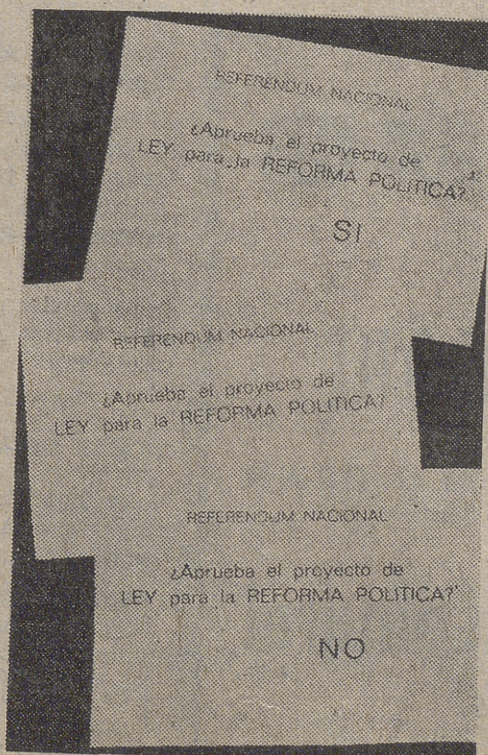 REFERENDUM NACIONAL
¿Aprueba el proyecto de
LEY para la REFORMA POLITICA?
SI
REFERENDUM NACIONAL
¿Aprueba el proyecto de
LEY para la REFORMA POLITICA?
REFERENDUM NACIONAL
¿Aprueba el proyecto de
LEY para la REFORMA POLITICA?
NO